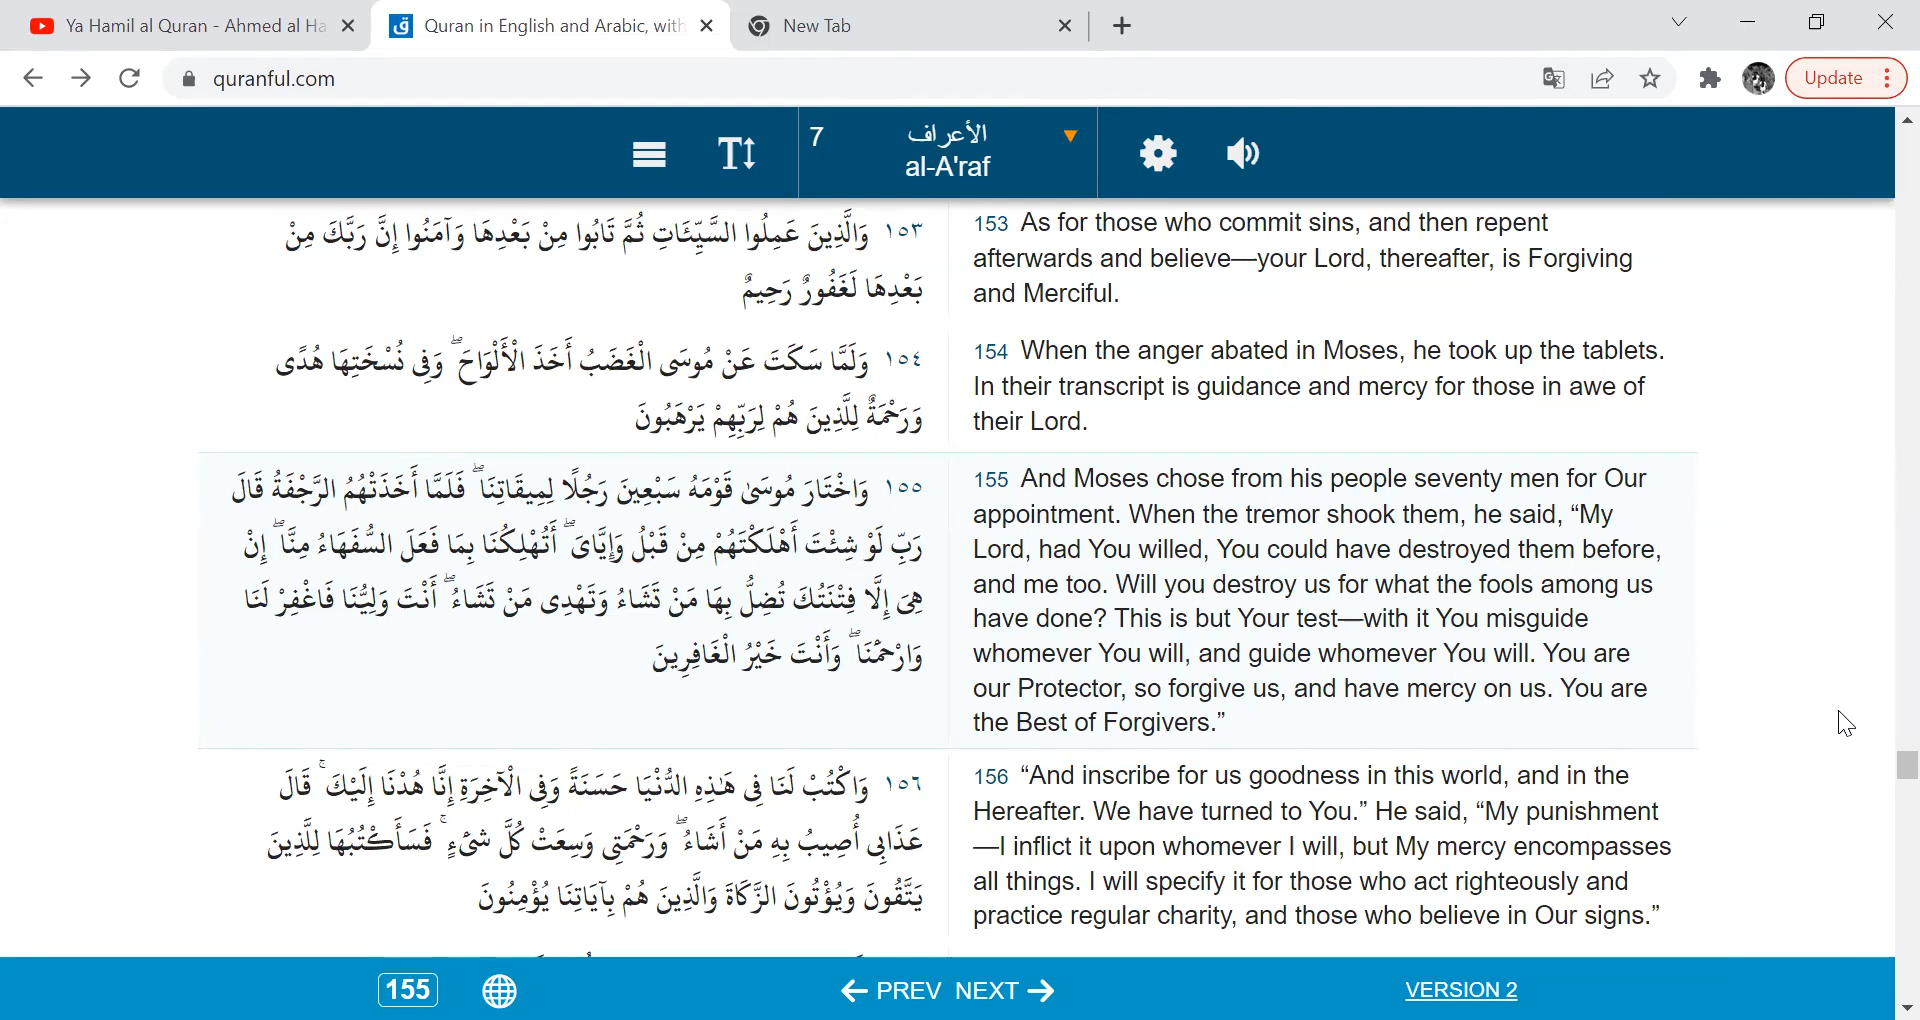 Ya Hamil al Quran - Ahmed al Ha
Quran in English and Arabic, with
New Tab
quranful.com
Update
7
الأعراف
al-A'raf
١٥٣ وَالَّذِينَ عَمِلُوا السَّيِّئَاتِ ثُمَّ تَابُوا مِنْ بَعْدِهَا وَآمَنُوا إِنَّ رَبَّكَ مِنْ
بَعْدِهَا لَغَفُورٌ رَحِيمٌ
153 As for those who commit sins, and then repent
afterwards and believe—your Lord, thereafter, is Forgiving
and Merciful.
١٥٤ وَلَمَّا سَكَتَ عَنْ مُوسَى الْغَضَبُ أَخَذَ الْأَلْوَاحَ ۖ وَفِي نُسْخَتِهَا هُدًى
وَرَحْمَةٌ لِلَّذِينَ هُمْ لِرَبِّهِمْ يَرْهَبُونَ
154 When the anger abated in Moses, he took up the tablets.
In their transcript is guidance and mercy for those in awe of
their Lord.
١٥٥ وَاخْتَارَ مُوسَىٰ قَوْمَهُ سَبْعِينَ رَجُلًا لِمِيقَاتِنَا ۖ فَلَمَّا أَخَذَتْهُمُ الرَّجْفَةُ قَالَ
رَبِّ لَوْ شِئْتَ أَهْلَكْتَهُمْ مِنْ قَبْلُ وَإِيَّايَ ۖ أَتُهْلِكُنَا بِمَا فَعَلَ السُّفَهَاءُ مِنَّا ۖ إِنْ
هِيَ إِلَّا فِتْنَتُكَ تُضِلُّ بِهَا مَنْ تَشَاءُ وَتَهْدِي مَنْ تَشَاءُ ۖ أَنْتَ وَلِيُّنَا فَاغْفِرْ لَنَا
وَارْحَمْنَا ۖ وَأَنْتَ خَيْرُ الْغَافِرِينَ
155 And Moses chose from his people seventy men for Our
appointment. When the tremor shook them, he said, “My
Lord, had You willed, You could have destroyed them before,
and me too. Will you destroy us for what the fools among us
have done? This is but Your test—with it You misguide
whomever You will, and guide whomever You will. You are
our Protector, so forgive us, and have mercy on us. You are
the Best of Forgivers.”
١٥٦ وَاكْتُبْ لَنَا فِي هَٰذِهِ الدُّنْيَا حَسَنَةً وَفِي الْآخِرَةِ إِنَّا هُدْنَا إِلَيْكَ ۚ قَالَ
عَذَابِي أُصِيبُ بِهِ مَنْ أَشَاءُ ۖ وَرَحْمَتِي وَسِعَتْ كُلَّ شَيْءٍ ۚ فَسَأَكْتُبُهَا لِلَّذِينَ
يَتَّقُونَ وَيُؤْتُونَ الزَّكَاةَ وَالَّذِينَ هُمْ بِآيَاتِنَا يُؤْمِنُونَ
156 “And inscribe for us goodness in this world, and in the
Hereafter. We have turned to You.” He said, “My punishment
—I inflict it upon whomever I will, but My mercy encompasses
all things. I will specify it for those who act righteously and
practice regular charity, and those who believe in Our signs.”
155
PREV NEXT
VERSION 2